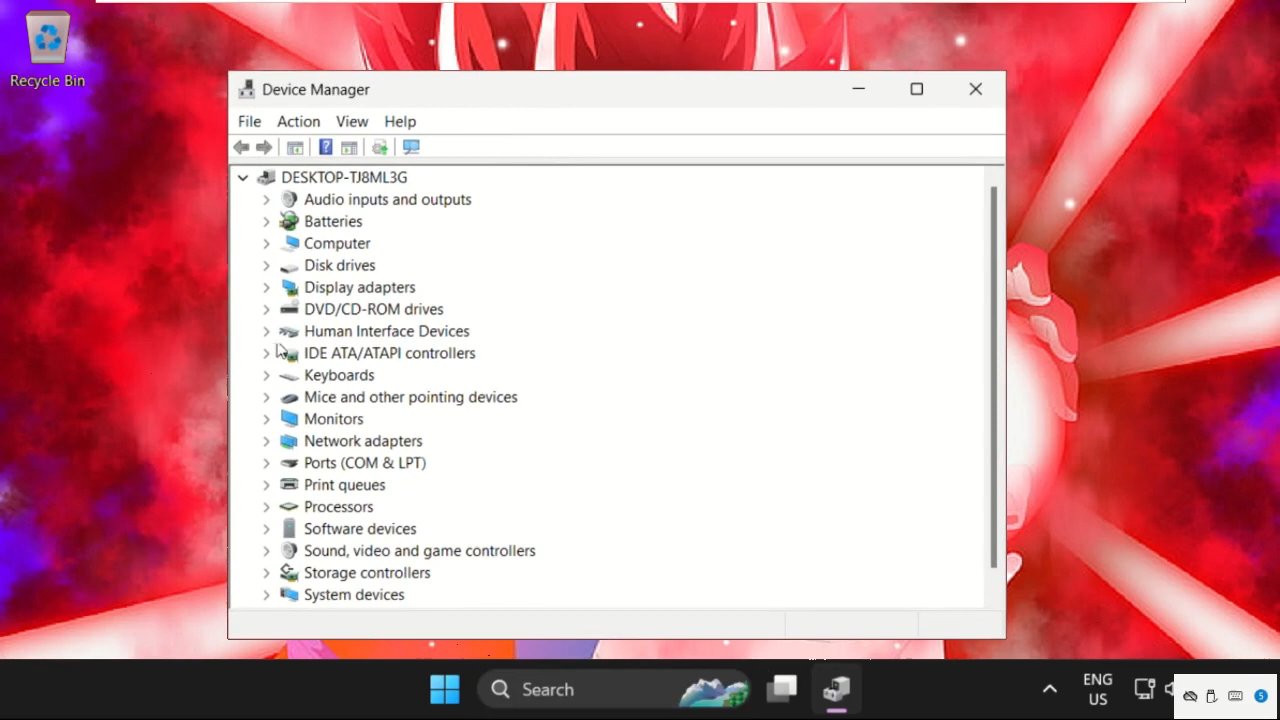 Recycle Bin
Device Manager
File Action View Help
DESKTOP-TJ8ML3G
Audio inputs and outputs
Batteries
Computer
Disk drives
Display adapters
DVD/CD-ROM drives
Human Interface Devices
IDE ATA/ATAPI controllers
Keyboards
Mice and other pointing devices
Monitors
Network adapters
Ports (COM & LPT)
Print queues
Processors
Software devices
Sound, video and game controllers
Storage controllers
System devices
Search
ENG
US
5